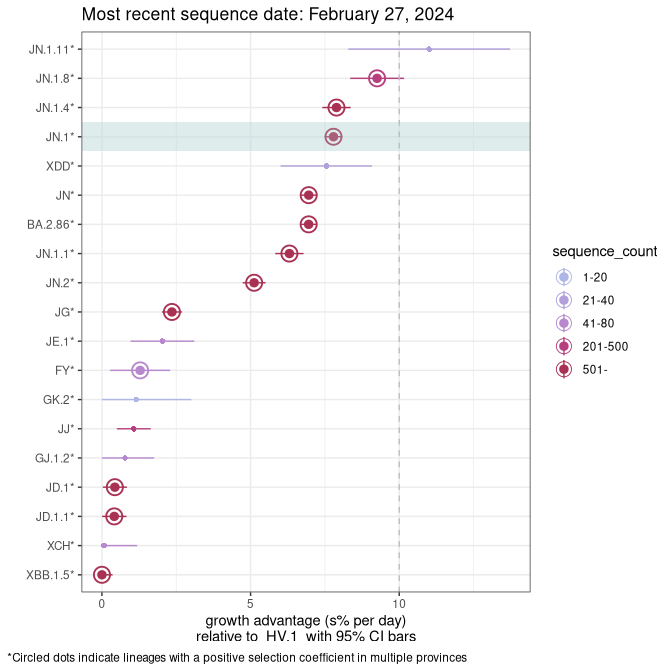 Most recent sequence date: February 27, 2024
JN.1.11*
JN.1.8*
JN.1.4*
JN.1*
XDD*
JN*
BA.2.86*
JN.1.1*
JN.2*
JG*
JE.1*
FY*
GK.2*
JJ*
GJ.1.2*
JD.1*
JD.1.1*
XCH*
XBB.1.5*
0 5 10
growth advantage (s% per day)
relative to HV.1 with 95% CI bars
sequence_count
1-20
21-40
41-80
201-500
501-
*Circled dots indicate lineages with a positive selection coefficient in multiple provinces